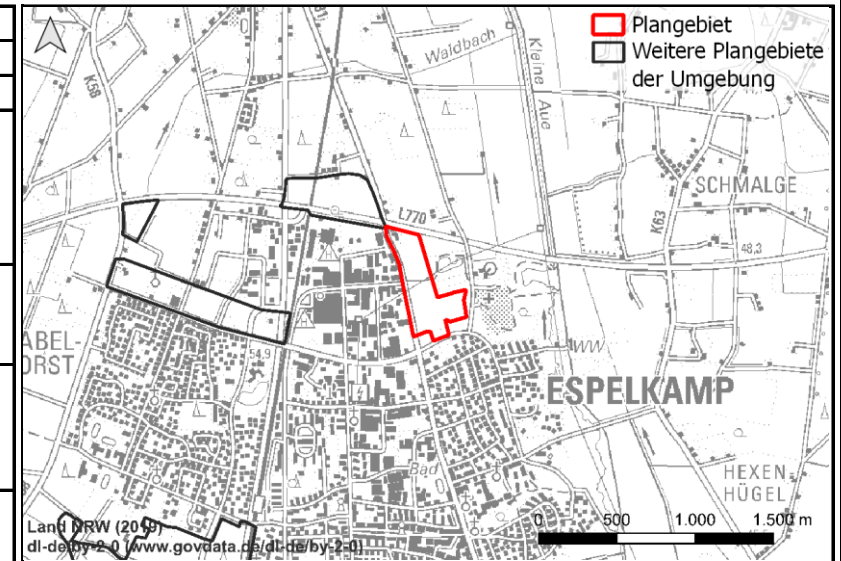 Plangebiet
Weitere Plangebiete
der Umgebung
K58
Waldbach
Kleine
Aue
SCHMALGE
K63
L770
48,3
54,9
WW
ESPELKAMP
Bad
HEXEN-
HÜGEL
Land NRW (2019)
dl-de/by-2-0 (www.govdata.de/dl-de/by-2-0)
0 500 1.000 1.500 m